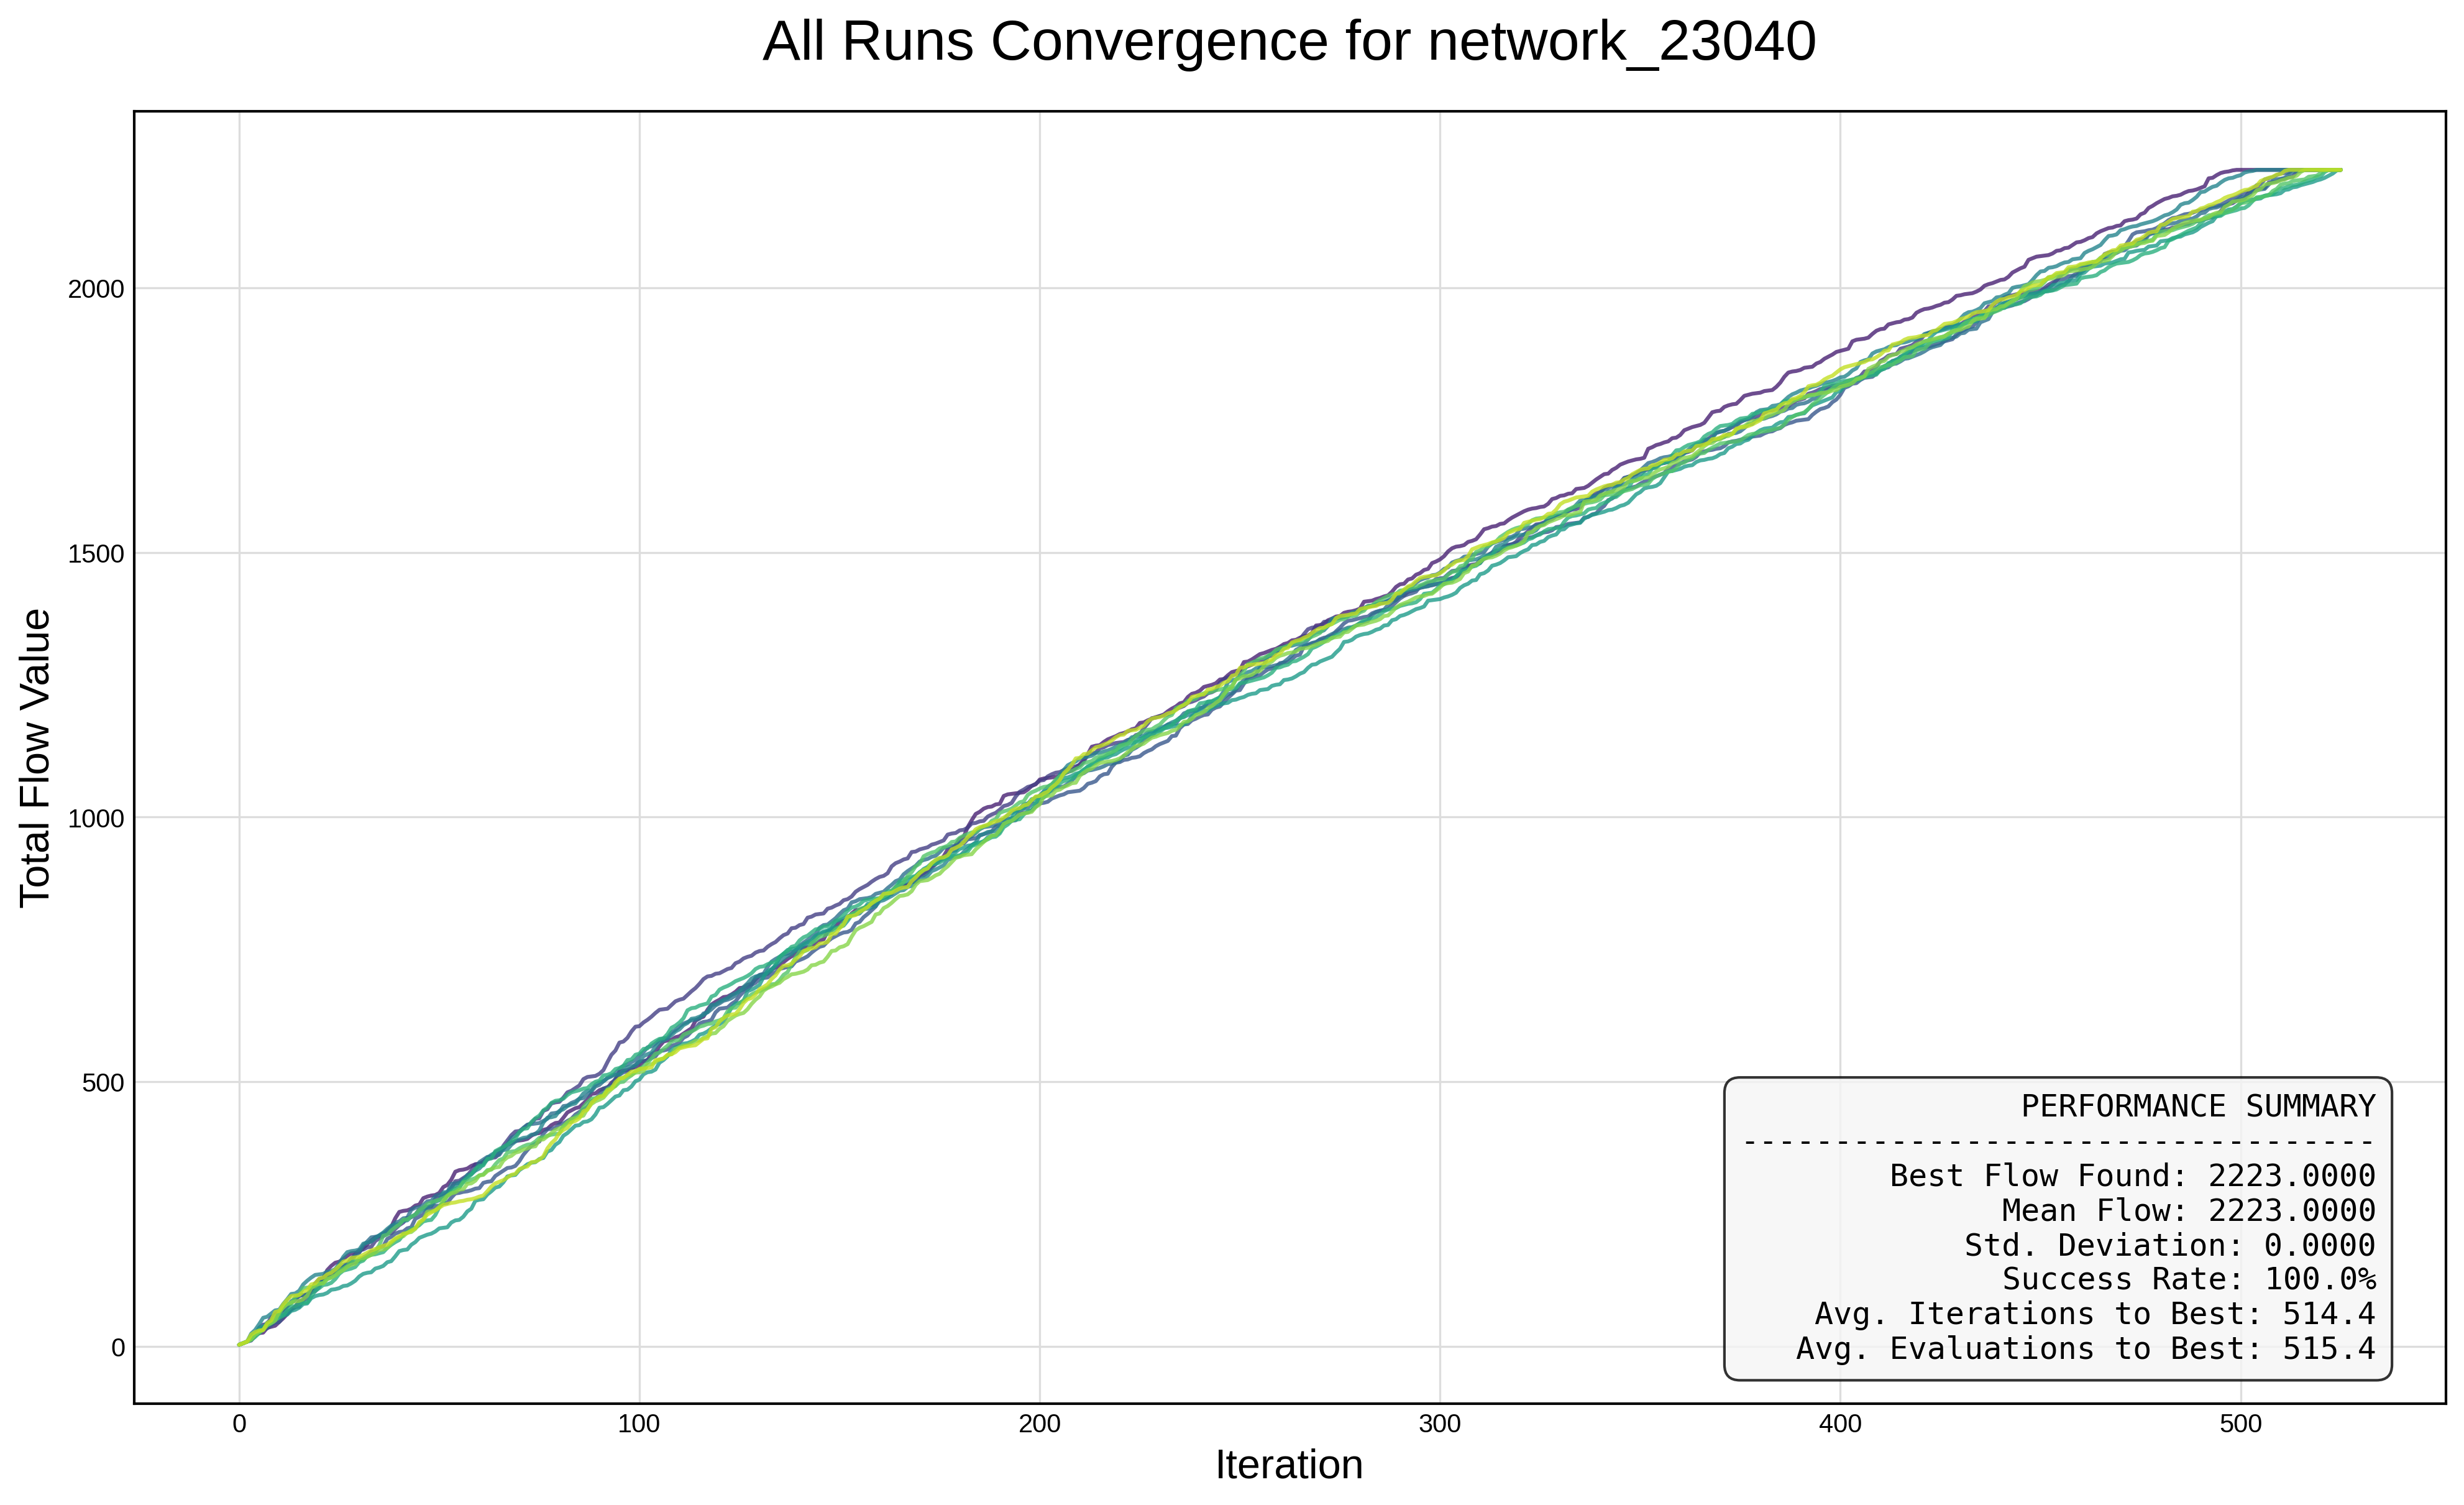 All Runs Convergence for network_23040
Total Flow Value
2000
1500
1000
500
0
PERFORMANCE SUMMARY
----------------------------------
Best Flow Found: 2223.0000
Mean Flow: 2223.0000
Std. Deviation: 0.0000
Success Rate: 100.0%
Avg. Iterations to Best: 514.4
Avg. Evaluations to Best: 515.4
0 100 200 300 400 500
Iteration